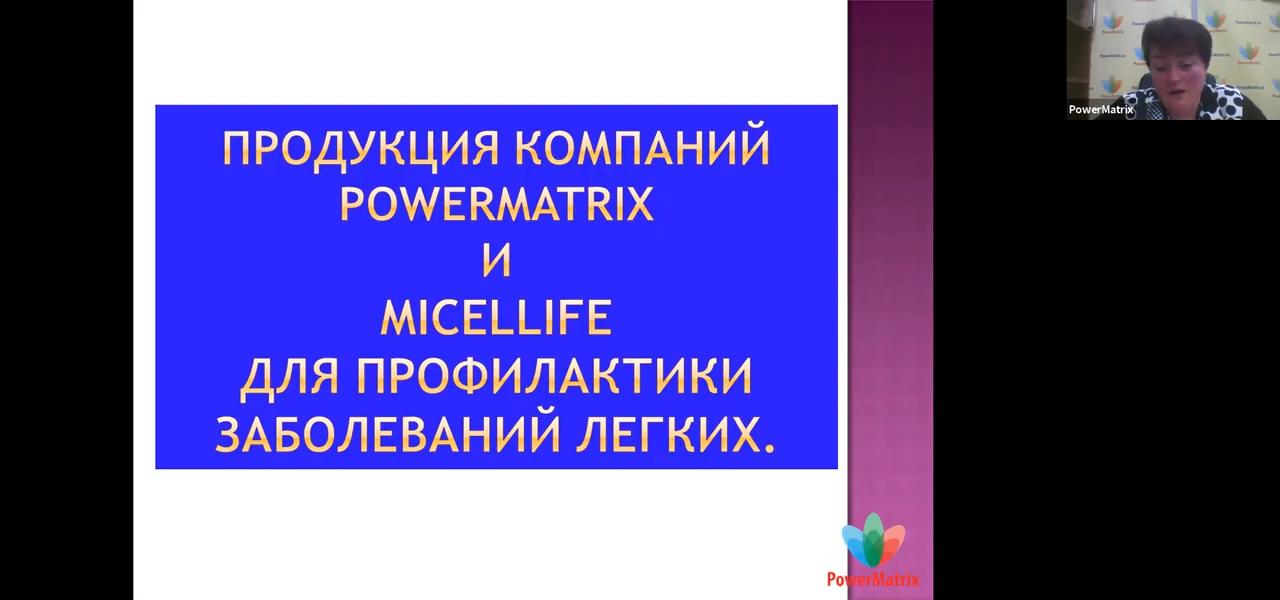 ПРОДУКЦИЯ КОМПАНИЙ
POWERMATRIX
И
MICELLIFE
ДЛЯ ПРОФИЛАКТИКИ
ЗАБОЛЕВАНИЙ ЛЕГКИХ.
PowerMatrix
PowerMatrix